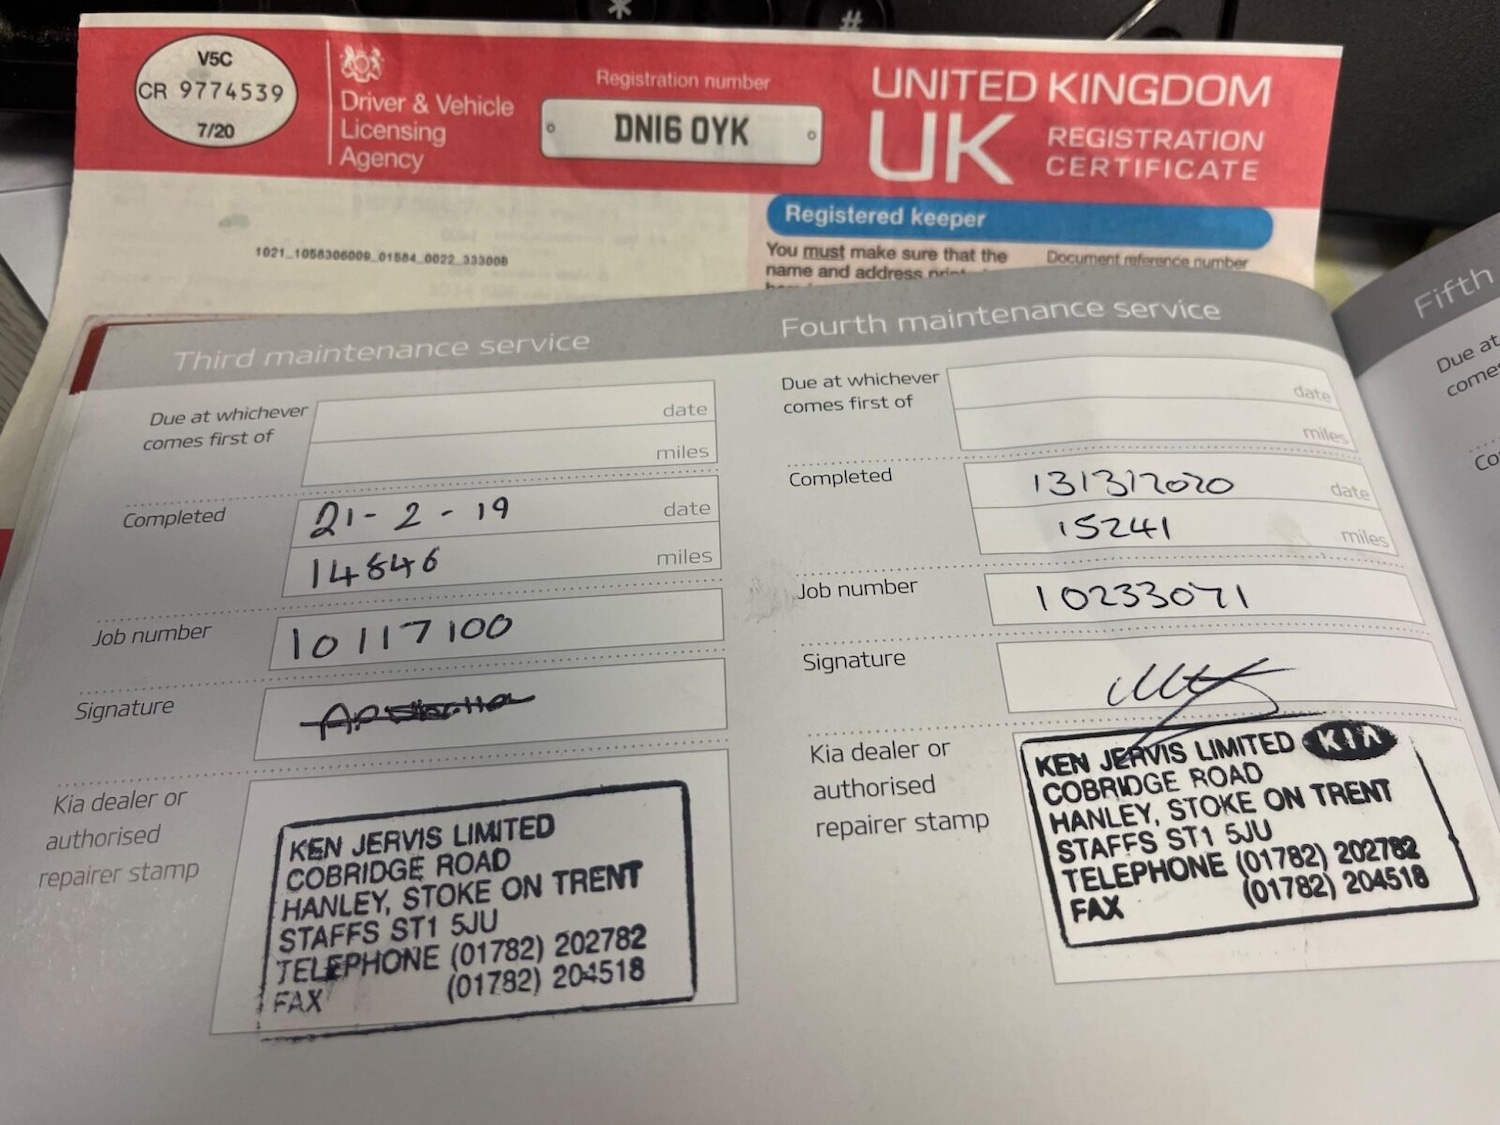 *
#
V5C
CR 9774539
7/20
Driver & Vehicle
Licensing
Agency
Registration number
DN16 OYK
UNITED KINGDOM
UK
REGISTRATION
CERTIFICATE
Registered keeper
You must make sure that the
name and address
Document reference number
1021_1058306009_01584_0022_333008
Third maintenance service
Due at whichever
comes first of
date
miles
Completed
21-2-19
date
14646
miles
Job number
10117100
Signature
Kia dealer or
authorised
repairer stamp
KEN JERVIS LIMITED
COBRIDGE ROAD
HANLEY, STOKE ON TRENT
STAFFS ST1 5JU
TELEPHONE (01782) 202782
FAX (01782) 204518
Fourth maintenance service
Due at whichever
comes first of
date
miles
Completed
13/3/2020
date
15241
miles
Job number
10233071
Signature
Kia dealer or
authorised
repairer stamp
KEN JERVIS LIMITED KIA
COBRIDGE ROAD
HANLEY, STOKE ON TRENT
STAFFS ST1 5JU
TELEPHONE (01782) 202782
FAX (01782) 204518
Fifth
Due at
comes
Co